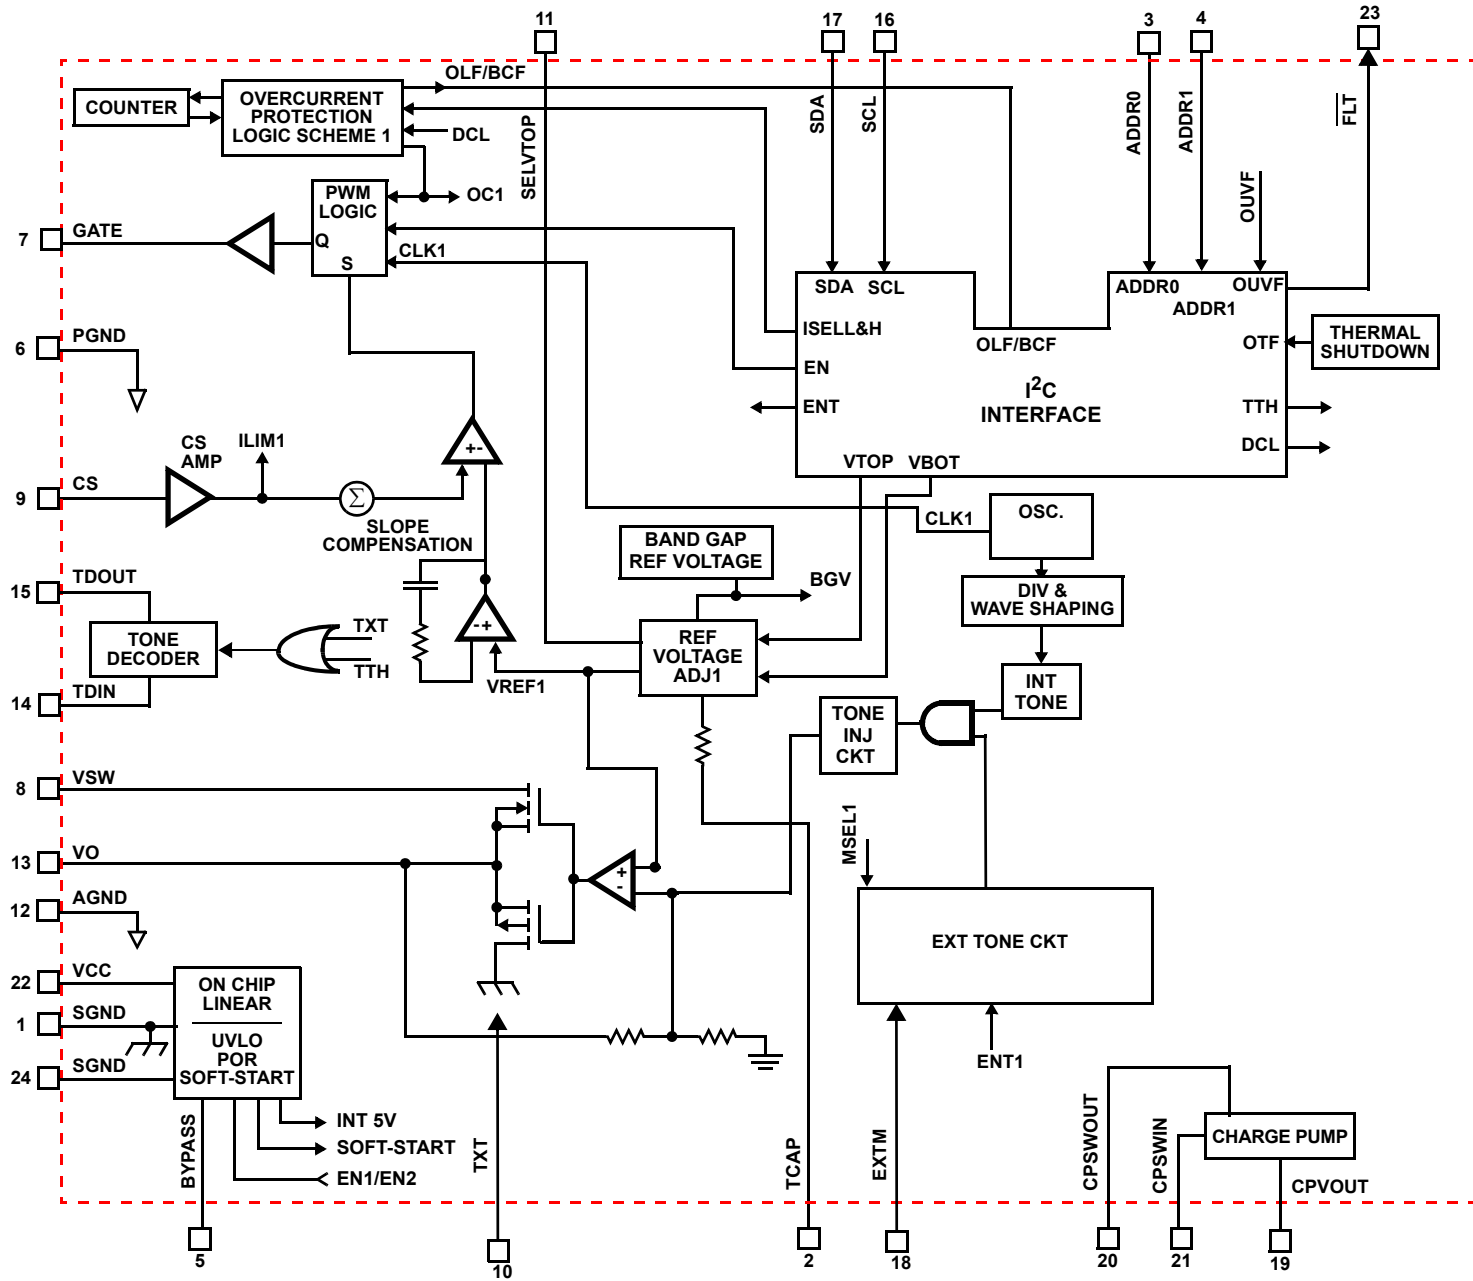 11
17
16
3
4
23
OLF/BCF
COUNTER
OVERCURRENT
PROTECTION
LOGIC SCHEME 1
DCL
SELVTOP
SDA
SCL
ADDR0
ADDR1
FLT
OUVF
PWM
LOGIC
Q
S
OC1
CLK1
7
GATE
6
PGND
SDA
SCL
ADDR0
ADDR1
OUVF
ISELL&H
OLF/BCF
OTF
THERMAL
SHUTDOWN
EN
ENT
I2C
INTERFACE
TTH
DCL
VTOP
VBOT
CS
AMP
ILIM1
+-
9
CS
Σ
SLOPE
COMPENSATION
CLK1
OSC.
BAND GAP
REF VOLTAGE
BGV
DIV &
WAVE SHAPING
15
TDOUT
TONE
DECODER
TXT
TTH
-+
VREF1
REF
VOLTAGE
ADJ1
INT
TONE
14
TDIN
TONE
INJ
CKT
8
VSW
13
VO
+
-
MSEL1
12
AGND
EXT TONE CKT
22
VCC
ON CHIP
LINEAR
1
SGND
UVLO
POR
SOFT-START
24
SGND
ENT1
INT 5V
SOFT-START
EN1/EN2
BYPASS
TXT
TCAP
EXTM
CPSWOUT
CPSWIN
CHARGE PUMP
CPVOUT
5
10
2
18
20
21
19